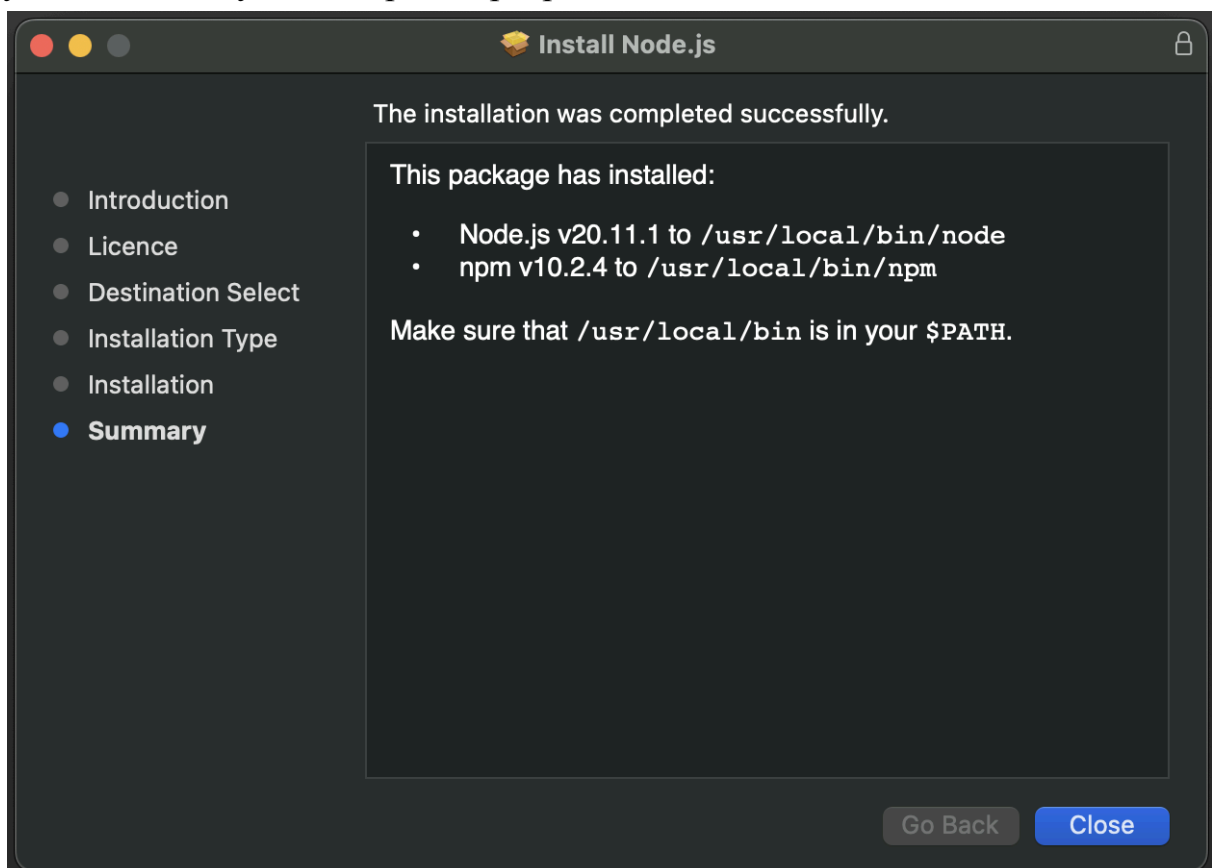 Install Node.js
The installation was completed successfully.
Introduction
Licence
Destination Select
Installation Type
Installation
Summary
This package has installed:
• Node.js v20.11.1 to /usr/local/bin/node
• npm v10.2.4 to /usr/local/bin/npm
Make sure that /usr/local/bin is in your $PATH.
Go Back
Close